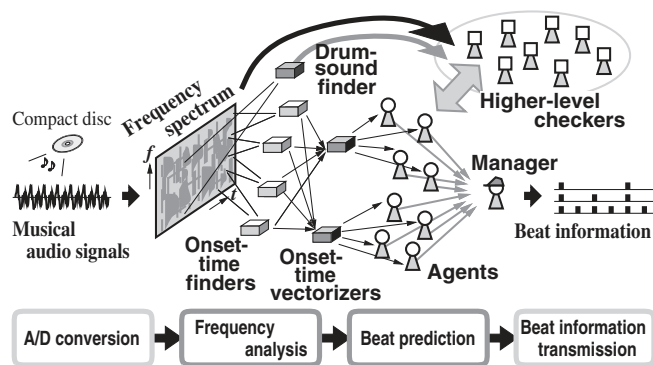 Drum-
sound
finder
Higher-level
checkers
Frequency
spectrum
Compact disc
f
t
Musical
audio signals
Onset-
time
finders
Onset-
time
vectorizers
Agents
Manager
Beat information
A/D conversion
Frequency
analysis
Beat prediction
Beat information
transmission